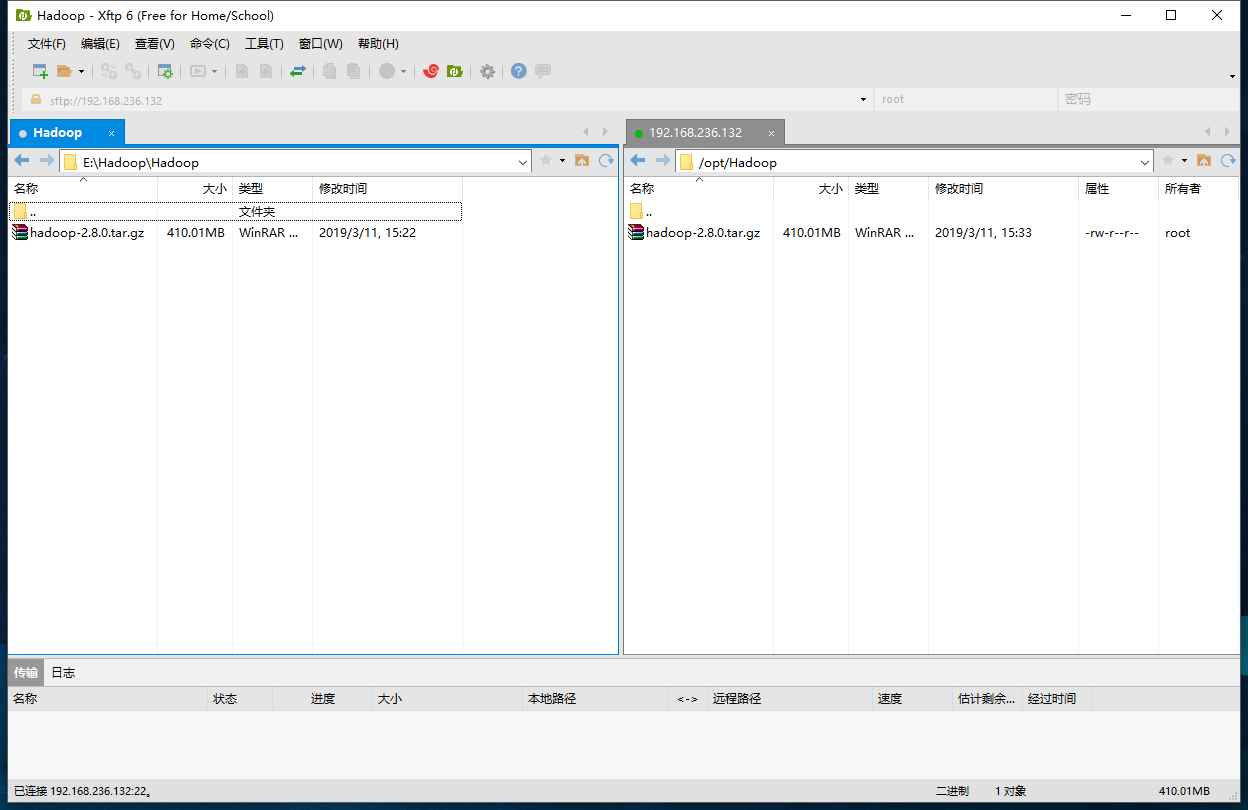 Hadoop - Xftp 6 (Free for Home/School)
文件(F) 编辑(E) 查看(V) 命令(C) 工具(T) 窗口(W) 帮助(H)
sftp://192.168.236.132 root 密码
Hadoop × 192.168.236.132 ×
E:\Hadoop\Hadoop /opt/Hadoop
名称 大小 类型 修改时间 名称 大小 类型 修改时间 属性 所有者
.. 文件夹 ..
hadoop-2.8.0.tar.gz 410.01MB WinRAR ... 2019/3/11, 15:22 hadoop-2.8.0.tar.gz 410.01MB WinRAR ... 2019/3/11, 15:33 -rw-r--r-- root
传输 日志
名称 状态 进度 大小 本地路径 <-> 远程路径 速度 估计剩余... 经过时间
已连接 192.168.236.132:22。 二进制 1 对象 410.01MB